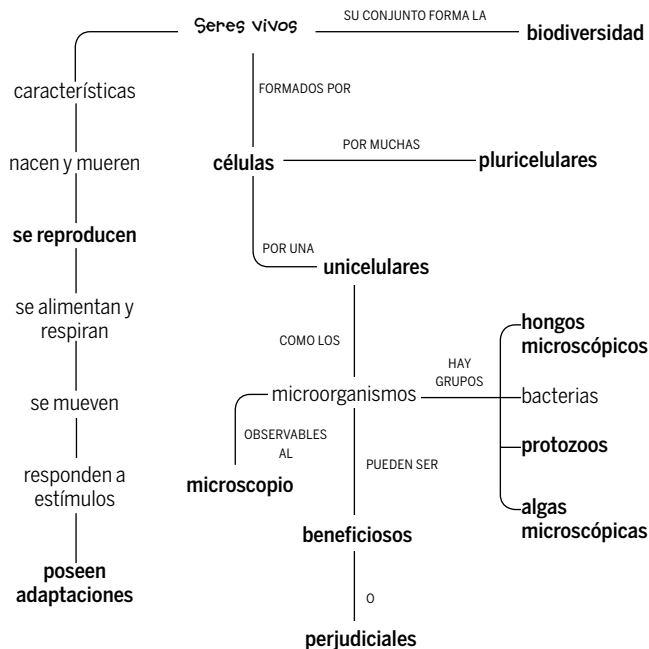 Seres vivos
SU CONJUNTO FORMA LA
biodiversidad
características
nacen y mueren
se reproducen
se alimentan y
respiran
se mueven
responden a
estímulos
poseen
adaptaciones
FORMADOS POR
células
POR MUCHAS
pluricelulares
POR UNA
unicelulares
COMO LOS
microorganismos
OBSERVABLES
AL
microscopio
PUEDEN SER
beneficiosos
O
perjudiciales
HAY
GRUPOS
hongos
microscópicos
bacterias
protozoos
algas
microscópicas